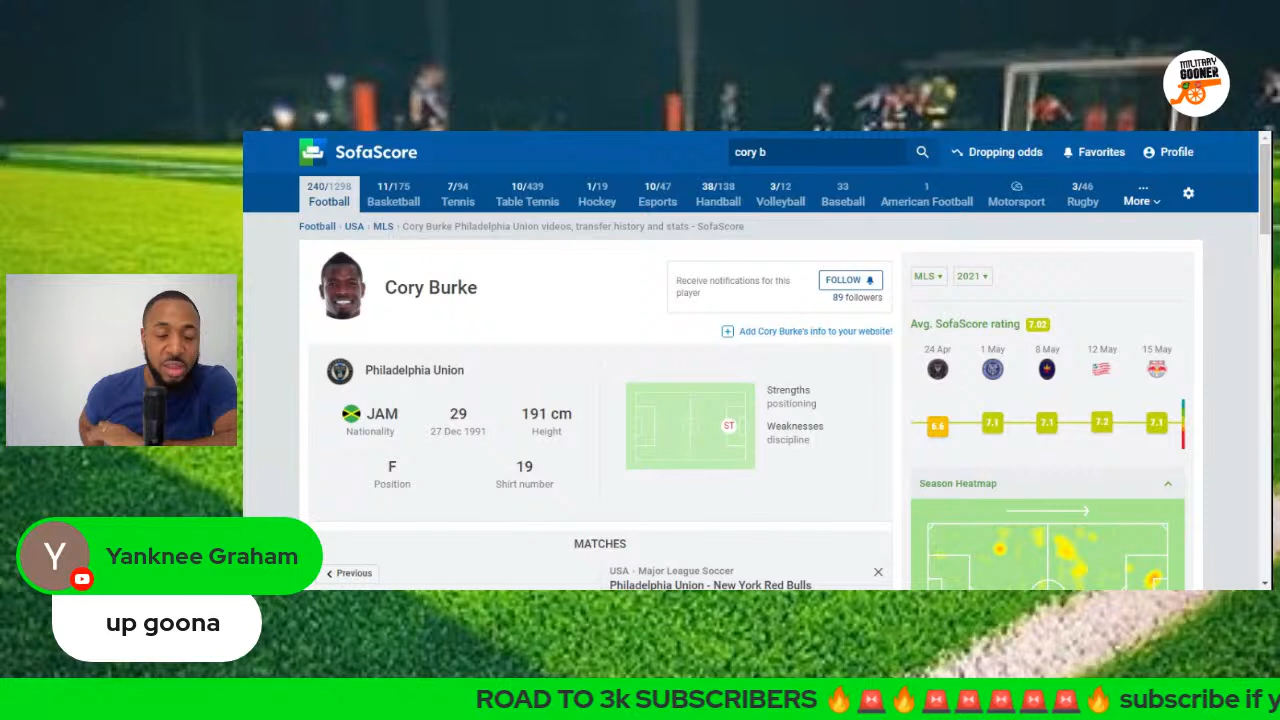 MILITARY
GOONER
SofaScore
cory b
Dropping odds
Favorites
Profile
240/1298
Football
11/175
Basketball
7/94
Tennis
10/439
Table Tennis
1/19
Hockey
10/47
Esports
38/138
Handball
3/12
Volleyball
33
Baseball
1
American Football
Motorsport
3/46
Rugby
...
More
Football USA MLS Cory Burke Philadelphia Union videos, transfer history and stats - SofaScore
Cory Burke
Receive notifications for this
player
FOLLOW
89 followers
Add Cory Burke's info to your website!
Philadelphia Union
JAM
Nationality
29
27 Dec 1991
191 cm
Height
F
Position
19
Shirt number
ST
Strengths
positioning
Weaknesses
discipline
MLS
2021
Avg. SofaScore rating 7.02
24 Apr
1 May
8 May
12 May
15 May
6.6
7.1
7.1
7.2
7.1
Season Heatmap
MATCHES
Previous
USA - Major League Soccer
Philadelphia Union - New York Red Bulls
Y
Yanknee Graham
up goona
ROAD TO 3k SUBSCRIBERS 🔥🚨🔥🚨🚨🚨🚨🚨🔥 subscribe if y